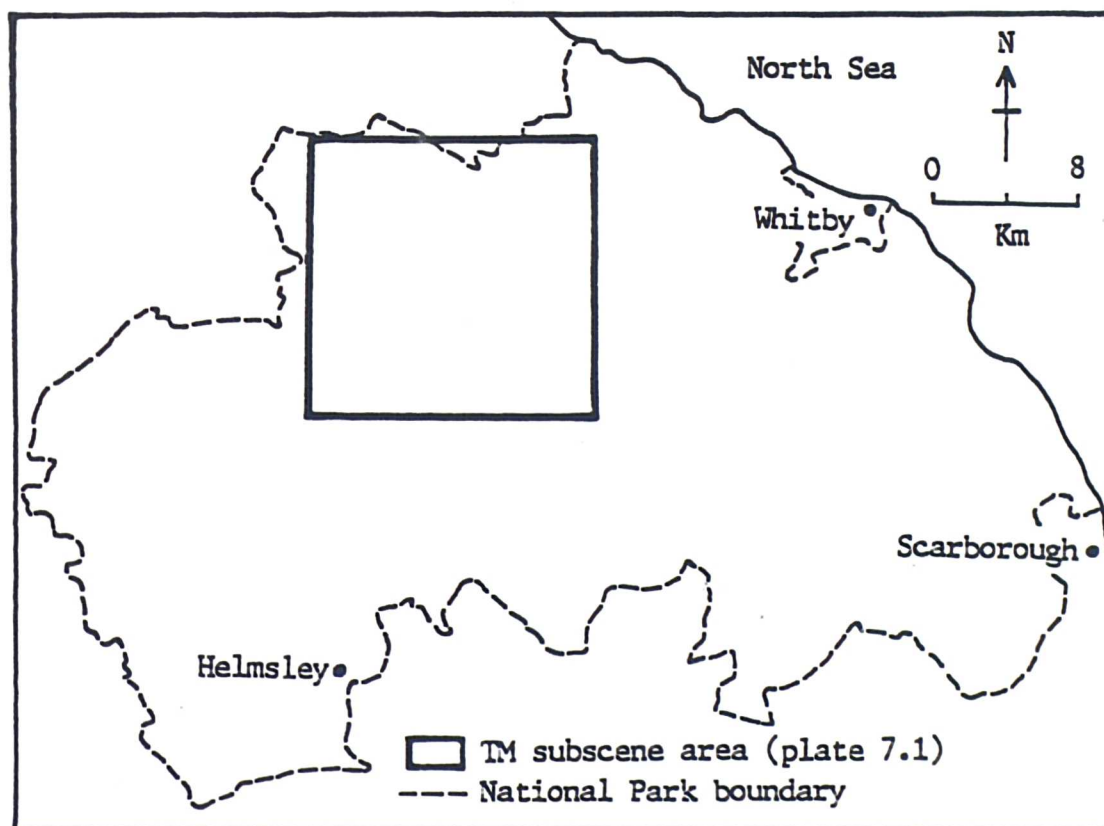 North Sea
N
0 8
Km
Whitby
Scarborough
Helmsley
TM subscene area (plate 7.1)
National Park boundary